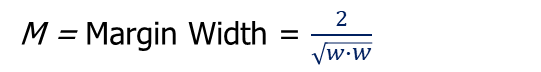 M = Margin Width = 2/√w·w